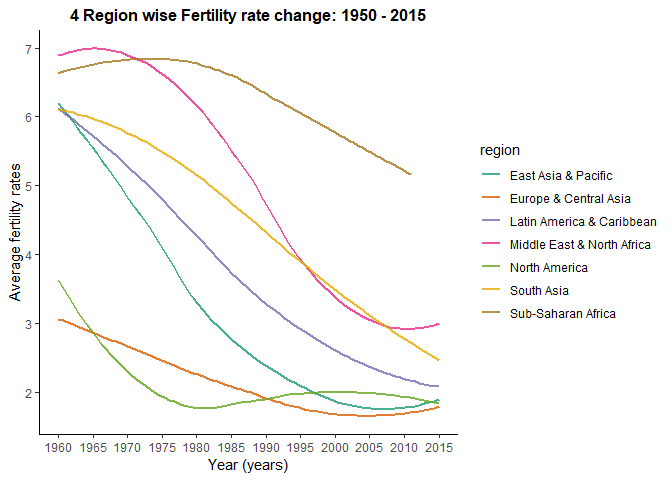 4 Region wise Fertility rate change: 1950 - 2015
7
6
5
4
3
2
Average fertility rates
1960 1965 1970 1975 1980 1985 1990 1995 2000 2005 2010 2015
Year (years)
region
East Asia & Pacific
Europe & Central Asia
Latin America & Caribbean
Middle East & North Africa
North America
South Asia
Sub-Saharan Africa